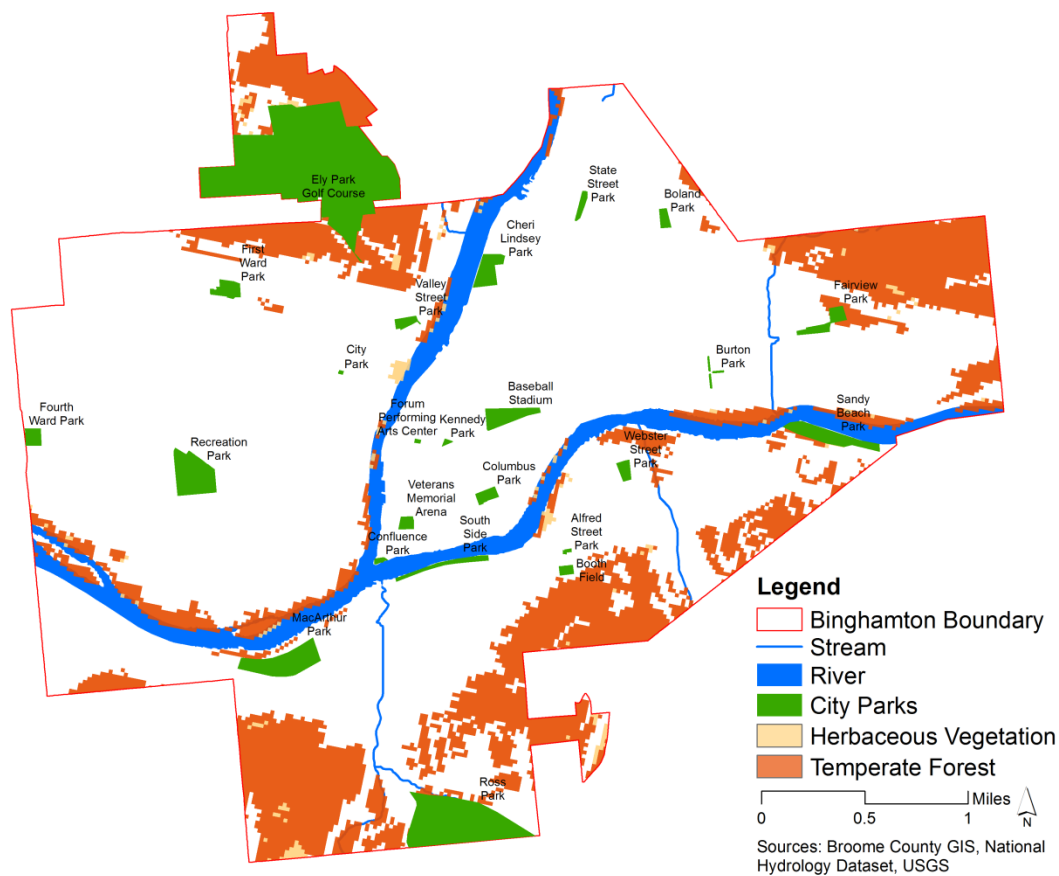 Ely Park
Golf Course
State
Street
Park
Boland
Park
Cheri
Lindsey
Park
First
Ward
Park
Valley
Street
Park
Fairview
Park
City
Park
Burton
Park
Baseball
Stadium
Forum
Performing
Arts Center
Kennedy
Park
Fourth
Ward Park
Recreation
Park
Sandy
Beach
Park
Webster
Street
Park
Columbus
Park
Veterans
Memorial
Arena
South
Side
Park
Alfred
Street
Park
Confluence
Park
Booth
Field
MacArthur
Park
Ross
Park
Legend
Binghamton Boundary
Stream
River
City Parks
Herbaceous Vegetation
Temperate Forest
Miles
0 0.5 1
N
Sources: Broome County GIS, National
Hydrology Dataset, USGS